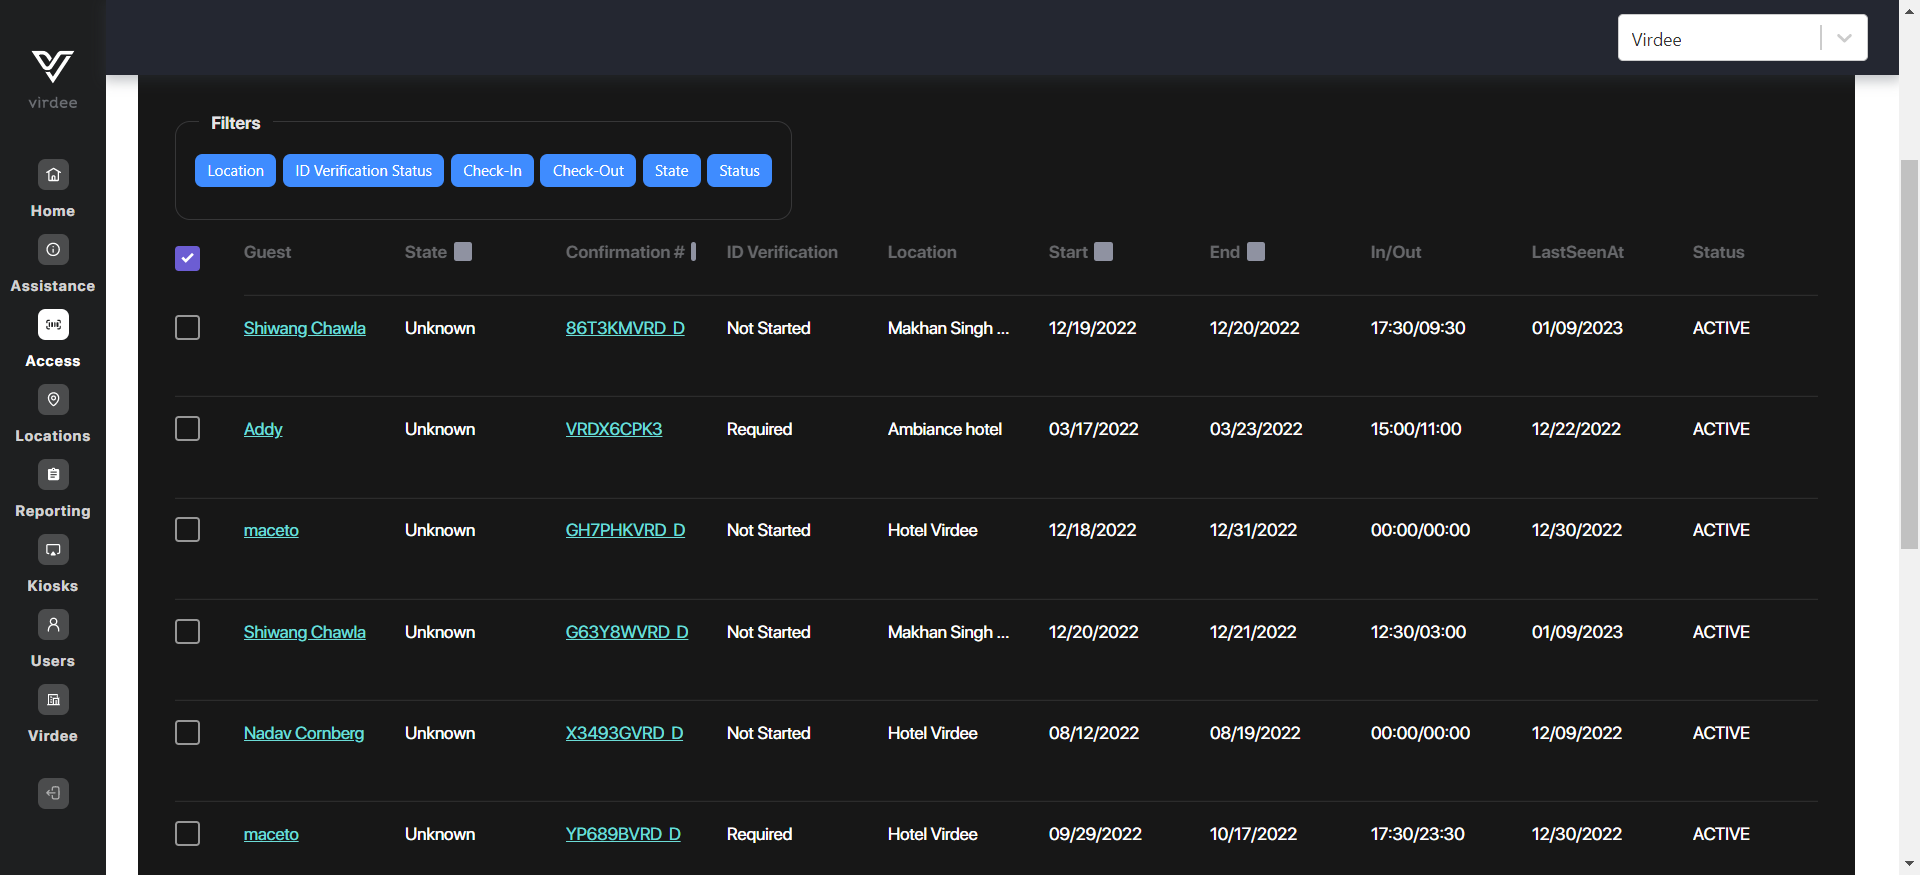 Virdee
virdee
Home
Assistance
Access
Locations
Reporting
Kiosks
Users
Virdee
Filters
Location ID Verification Status Check-In Check-Out State Status
Guest State Confirmation # ID Verification Location Start End In/Out LastSeenAt Status
Shiwang Chawla Unknown 86T3KMVRD_D Not Started Makhan Singh ... 12/19/2022 12/20/2022 17:30/09:30 01/09/2023 ACTIVE
Addy Unknown VRDX6CPK3 Required Ambiance hotel 03/17/2022 03/23/2022 15:00/11:00 12/22/2022 ACTIVE
maceto Unknown GH7PHKVRD_D Not Started Hotel Virdee 12/18/2022 12/31/2022 00:00/00:00 12/30/2022 ACTIVE
Shiwang Chawla Unknown G63Y8WVRD_D Not Started Makhan Singh ... 12/20/2022 12/21/2022 12:30/03:00 01/09/2023 ACTIVE
Nadav Cornberg Unknown X3493GVRD_D Not Started Hotel Virdee 08/12/2022 08/19/2022 00:00/00:00 12/09/2022 ACTIVE
maceto Unknown YP689BVRD_D Required Hotel Virdee 09/29/2022 10/17/2022 17:30/23:30 12/30/2022 ACTIVE